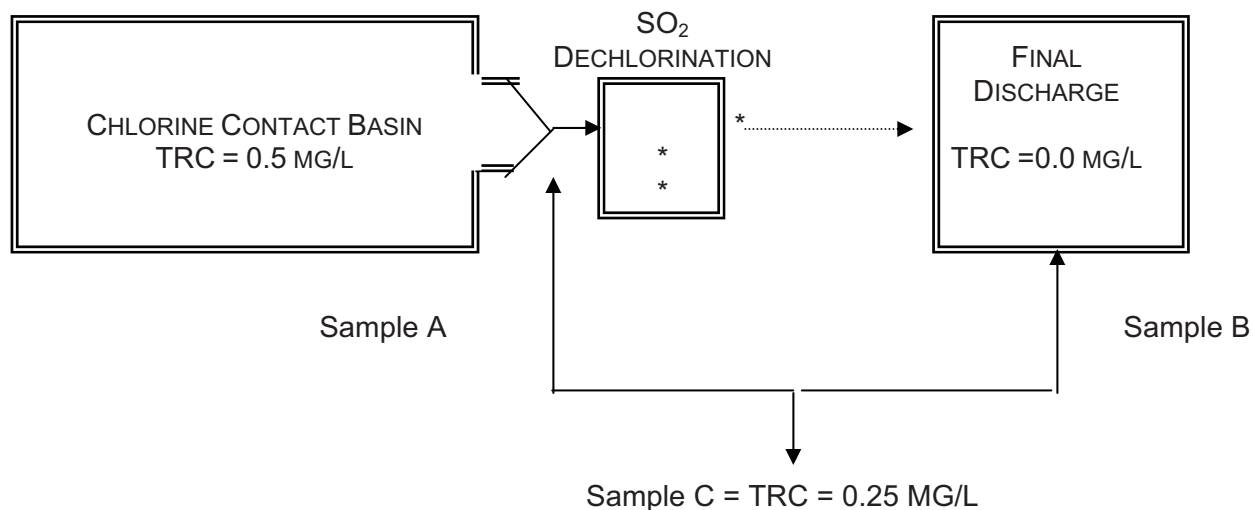 SO₂
DECHLORINATION
FINAL
DISCHARGE
CHLORINE CONTACT BASIN
TRC = 0.5 MG/L
*
*
*
TRC =0.0 MG/L
Sample A
Sample B
Sample C = TRC = 0.25 MG/L